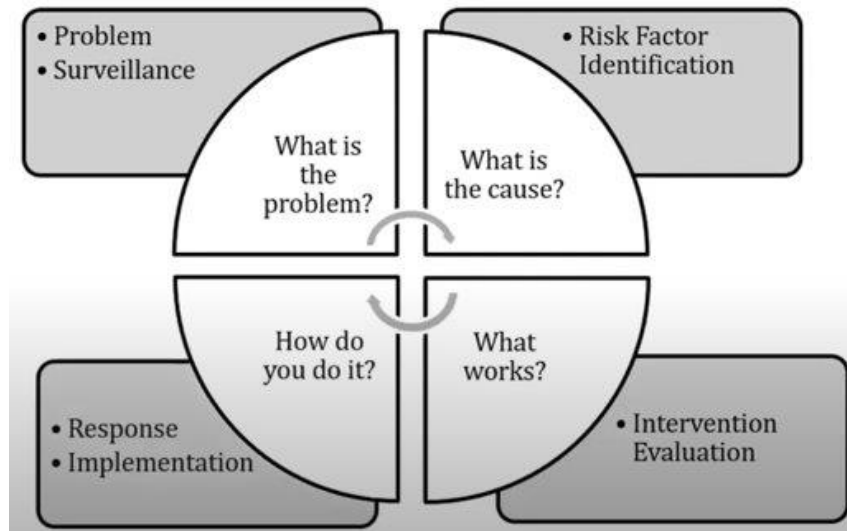 • Problem
• Surveillance
• Risk Factor
Identification
What is
the
problem?
What is
the cause?
How do
you do it?
What
works?
• Response
• Implementation
• Intervention
Evaluation